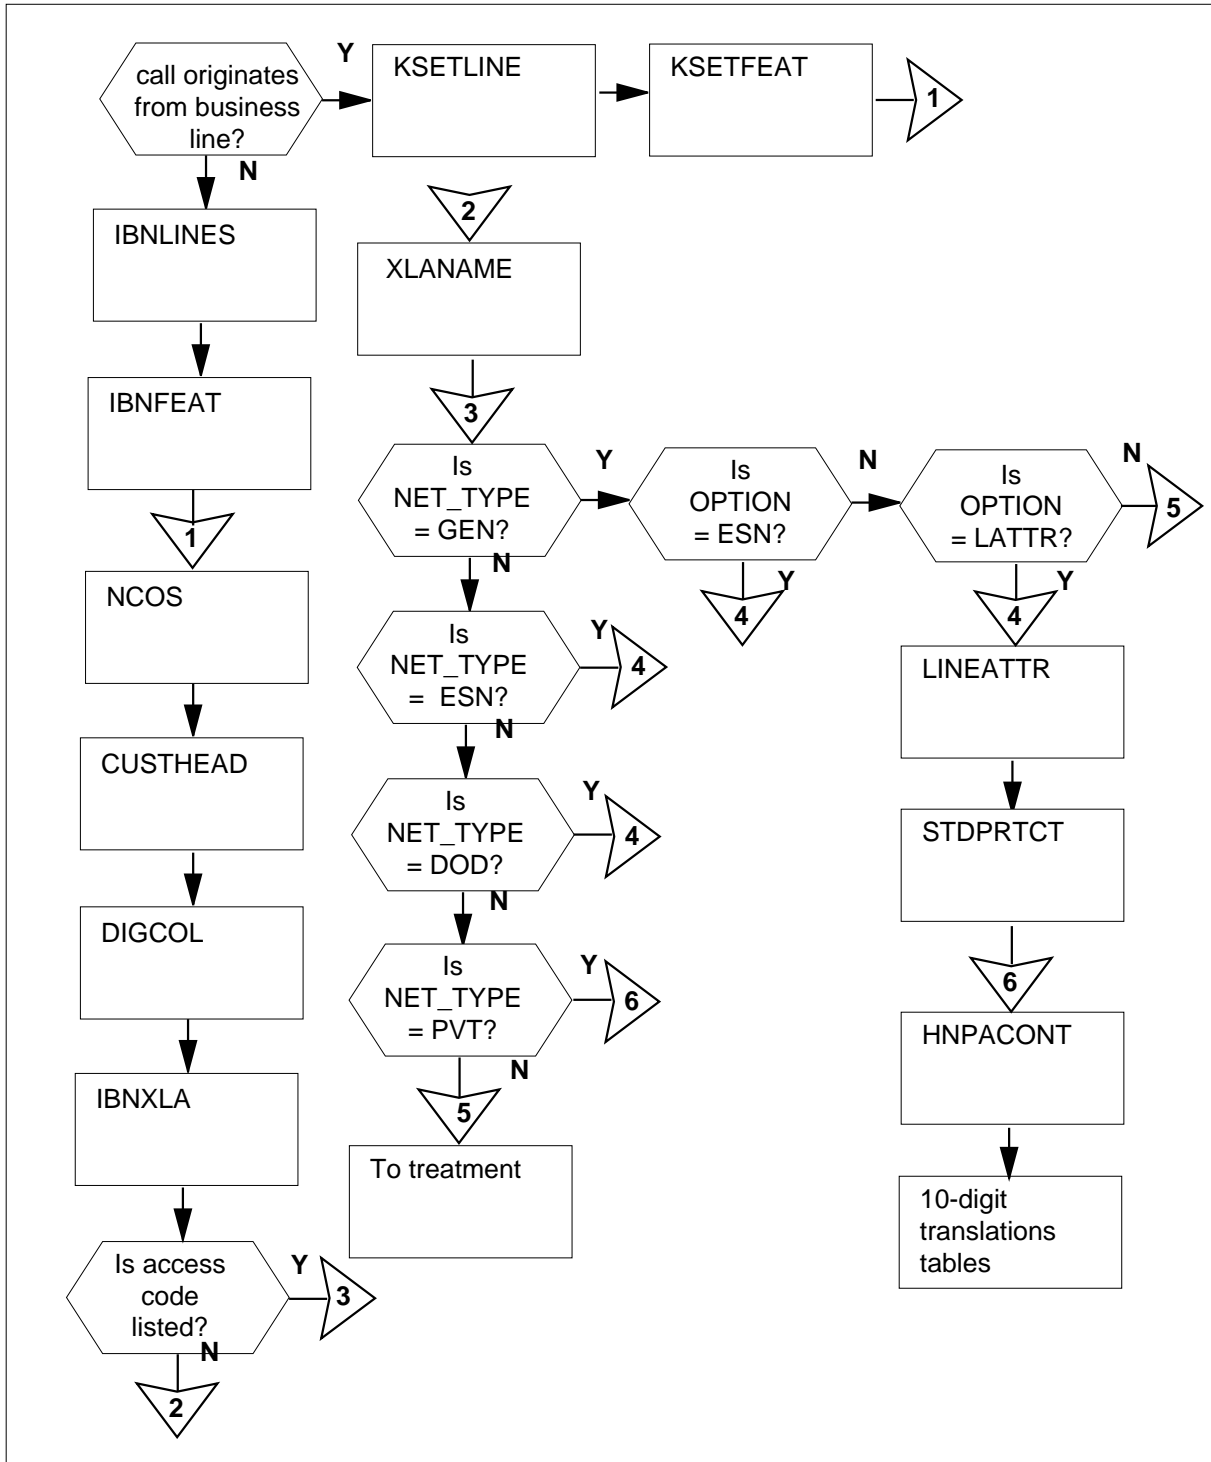 call originates
from business
line?
Y
KSETLINE
KSETFEAT
1
N
IBNLINES
IBNFEAT
1
NCOS
CUSTHEAD
DIGCOL
IBNXLA
Is access
code
listed?
Y
3
N
2
2
XLANAME
3
Is
NET_TYPE
= GEN?
Y
Is
OPTION
= ESN?
N
Is
OPTION
= LATTR?
N
5
N
Y
4
Y
4
Is
NET_TYPE
= ESN?
Y
4
N
Is
NET_TYPE
= DOD?
Y
4
N
Is
NET_TYPE
= PVT?
Y
6
N
5
To treatment
LINEATTR
STDPRTCT
6
HNPACONT
10-digit
translations
tables